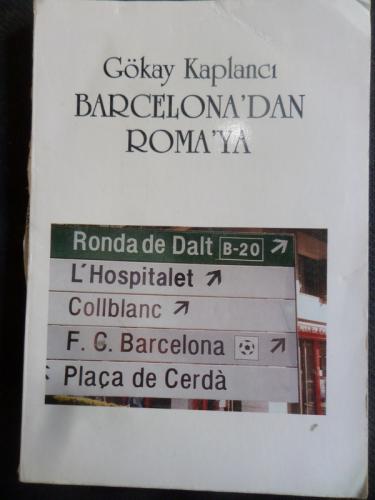 Gökay Kaplancı
BARCELONA'DAN
ROMA'YA
Ronda de Dalt B-20
L'Hospitalet
Collblanc
F. C. Barcelona
Plaça de Cerdà